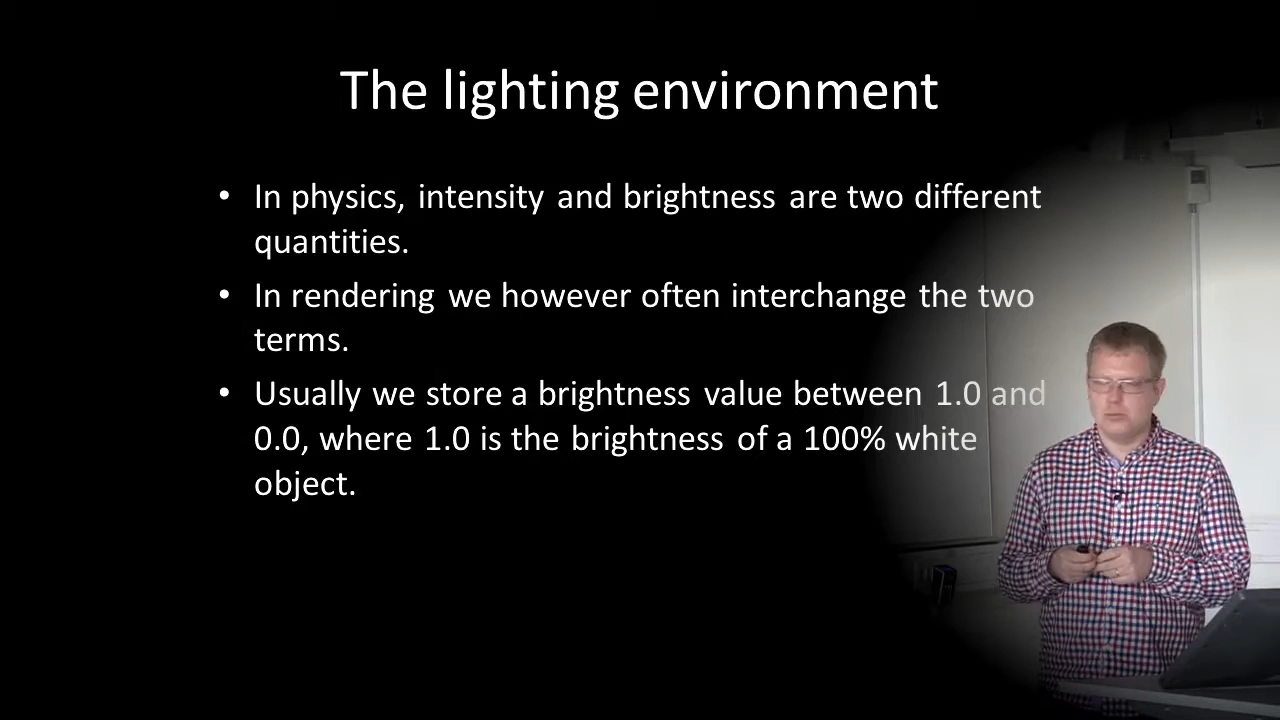 The lighting environment
• In physics, intensity and brightness are two different
quantities.
• In rendering we however often interchange the two
terms.
• Usually we store a brightness value between 1.0 and
0.0, where 1.0 is the brightness of a 100% white
object.